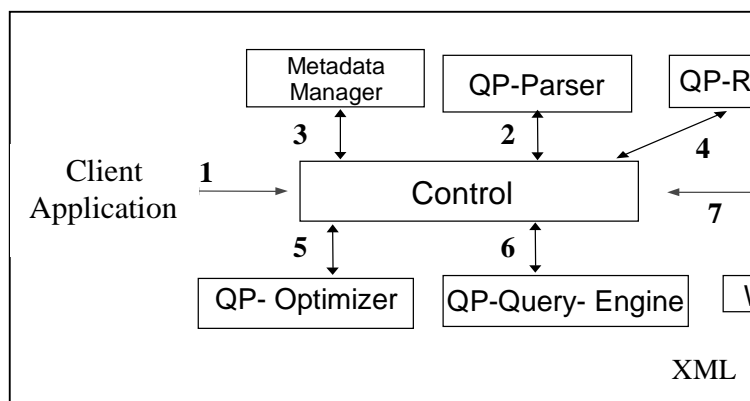 Metadata
Manager
QP-Parser
QP-R
3
2
4
Client
Application
1
Control
7
5
6
QP- Optimizer
QP-Query- Engine
XML